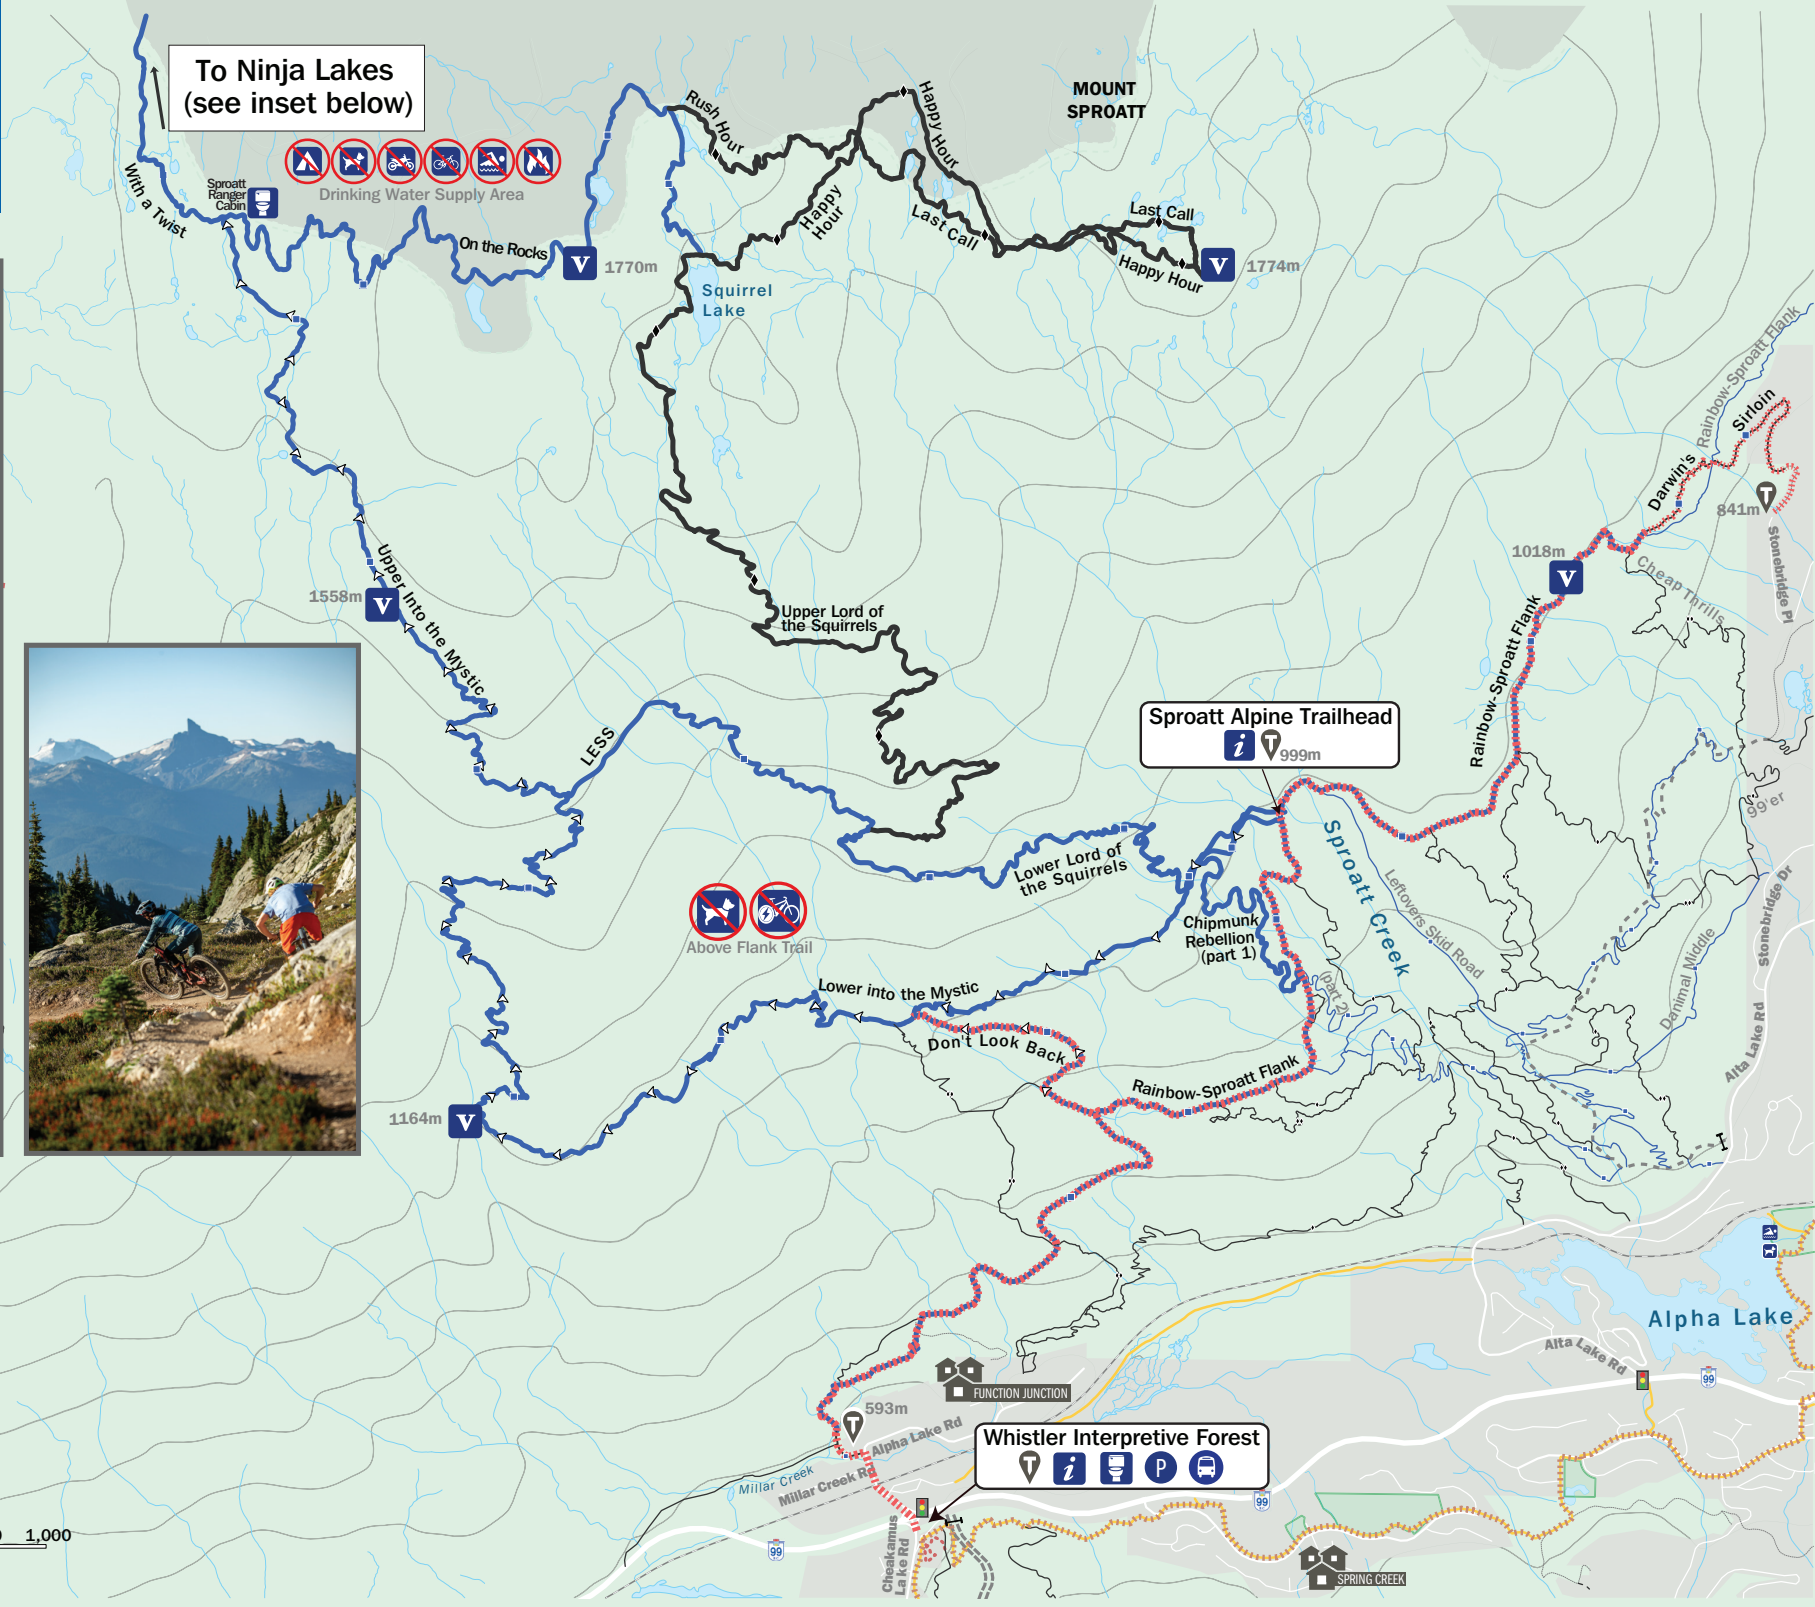 To Ninja Lakes
(see inset below)
MOUNT
SPROATT
Rush Hour
Happy Hour
With a Twist
Sproatt
Ranger
Cabin
Drinking Water Supply Area
Happy
Hour
Last Call
Last Call
On the Rocks
V
1770m
Happy Hour
V
1774m
Squirrel
Lake
Rainbow-Sproatt Flank
Sirloin
Darwin's
T
841m
Stonebridge Pl
1018m
V
Cheap Thrills
Upper Into the Mystic
1558m
V
Upper Lord of
the Squirrels
Rainbow-Sproatt Flank
LESS
Sproatt Alpine Trailhead
i
T
999m
99'er
Sproatt Creek
Lower Lord of
the Squirrels
Leftovers Skid Road
Stonebridge Dr
Chipmunk
Rebellion
(part 1)
(part 2)
Above Flank Trail
Danimal Middle
Lower into the Mystic
Don't Look Back
Rainbow-Sproatt Flank
Alta Lake Rd
1164m
V
Alpha Lake
Alta Lake Rd
99
FUNCTION JUNCTION
593m
T
Alpha Lake Rd
Whistler Interpretive Forest
T
i
P
Millar Creek
Millar Creek Rd
99
99
Cheakamus
Lake Rd
SPRING CREEK
1,000